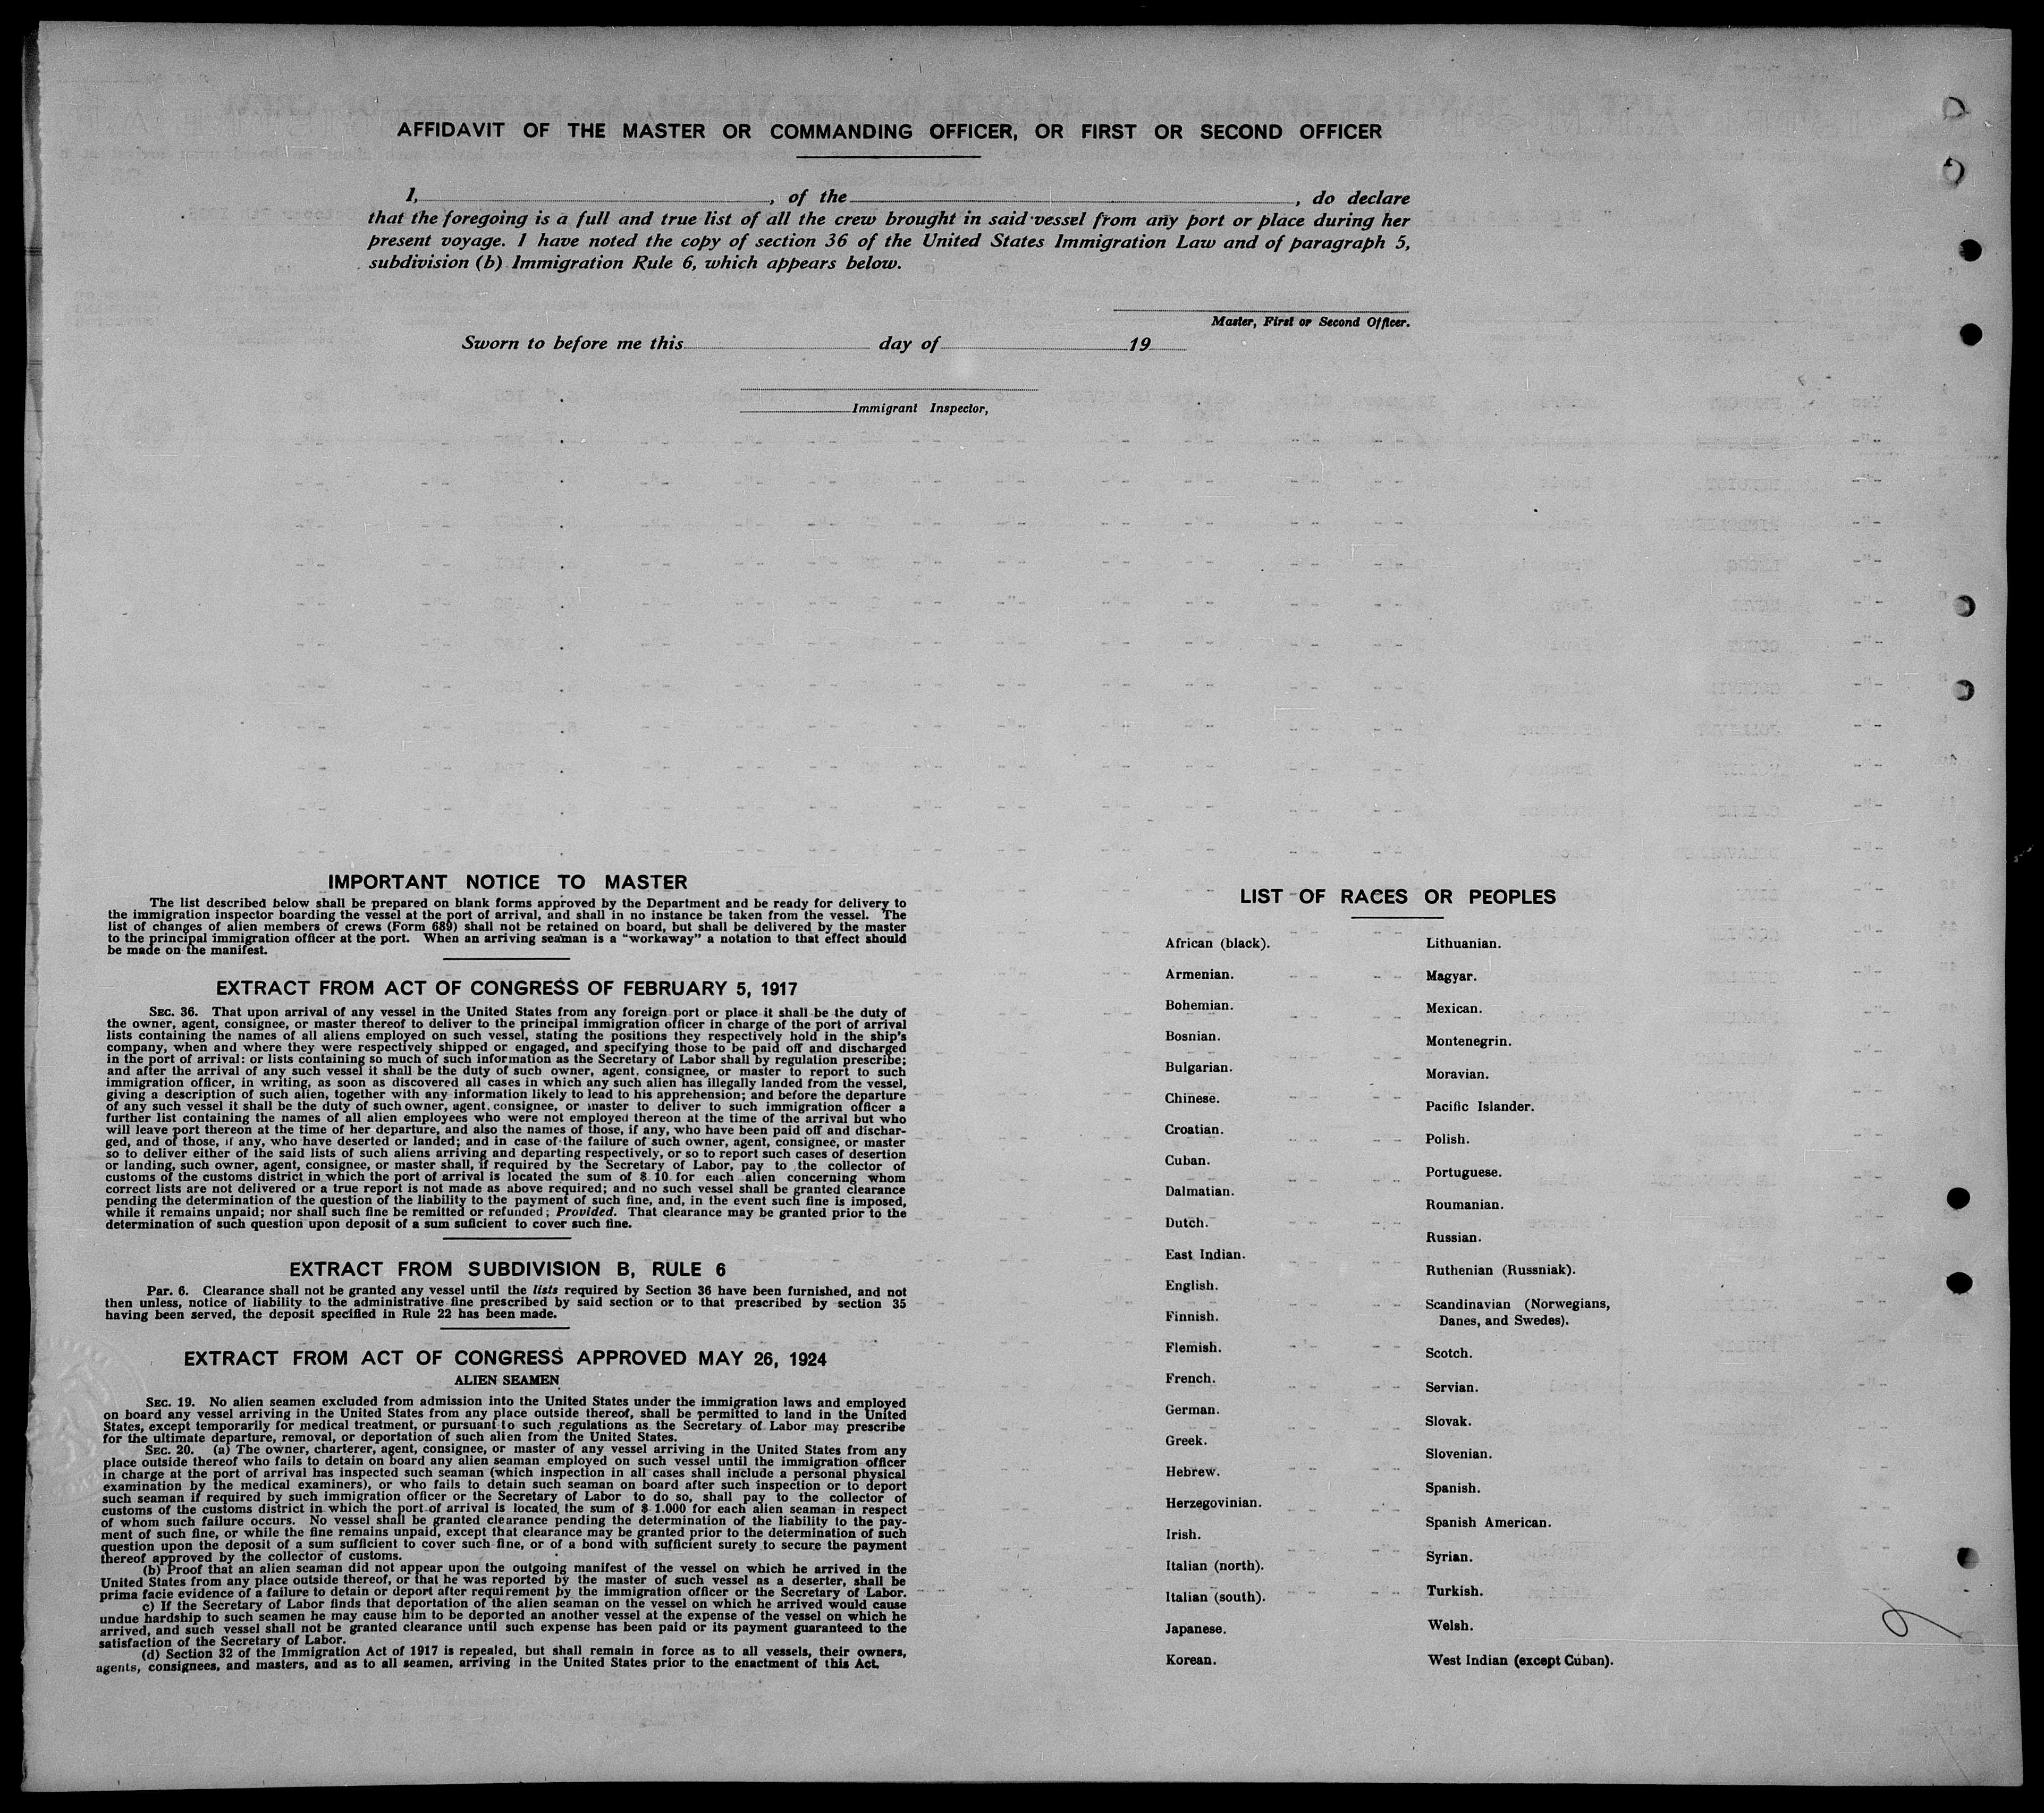 AFFIDAVIT OF THE MASTER OR COMMANDING OFFICER, OR FIRST OR SECOND OFFICER
I, , of the , do declare
that the foregoing is a full and true list of all the crew brought in said vessel from any port or place during her
present voyage. I have noted the copy of section 36 of the United States Immigration Law and of paragraph 5,
subdivision (b) Immigration Rule 6, which appears below.
Master, First or Second Officer.
Sworn to before me this day of 19
Immigrant Inspector,
IMPORTANT NOTICE TO MASTER
The list described below shall be prepared on blank forms approved by the Department and be ready for delivery to
the immigration inspector boarding the vessel at the port of arrival, and shall in no instance be taken from the vessel. The
list of changes of alien members of crews (Form 689) shall not be retained on board, but shall be delivered by the master
to the principal immigration officer at the port. When an arriving seaman is a "workaway" a notation to that effect should
be made on the manifest.
EXTRACT FROM ACT OF CONGRESS OF FEBRUARY 5, 1917
SEC. 36. That upon arrival of any vessel in the United States from any foreign port or place it shall be the duty of
the owner, agent, consignee, or master thereof to deliver to the principal immigration officer in charge of the port of arrival
lists containing the names of all aliens employed on such vessel, stating the positions they respectively hold in the ship's
company, when and where they were respectively shipped or engaged, and specifying those to be paid off and discharged
in the port of arrival: or lists containing so much of such information as the Secretary of Labor shall by regulation prescribe;
and after the arrival of any such vessel it shall be the duty of such owner, agent. consignee, or master to report to such
immigration officer, in writing, as soon as discovered all cases in which any such alien has illegally landed from the vessel,
giving a description of such alien, together with any information likely to lead to his apprehension; and before the departure
of any such vessel it shall be the duty of such owner, agent. consignee, or master to deliver to such immigration officer a
further list containing the names of all alien employees who were not employed thereon at the time of the arrival but who
will leave port thereon at the time of her departure, and also the names of those, if any, who have been paid off and dischar-
ged, and of those, if any, who have deserted or landed; and in case of the failure of such owner, agent, consignee, or master
so to deliver either of the said lists of such aliens arriving and departing respectively, or so to report such cases of desertion
or landing, such owner, agent, consignee, or master shall, if required by the Secretary of Labor, pay to the collector of
customs of the customs district in which the port of arrival is located the sum of $ 10 for each alien concerning whom
correct lists are not delivered or a true report is not made as above required; and no such vessel shall be granted clearance
pending the determination of the question of the liability to the payment of such fine, and, in the event such fine is imposed,
while it remains unpaid; nor shall such fine be remitted or refunded; Provided. That clearance may be granted prior to the
determination of such question upon deposit of a sum suficient to cover such fine.
EXTRACT FROM SUBDIVISION B, RULE 6
Par. 6. Clearance shall not be granted any vessel until the lists required by Section 36 have been furnished, and not
then unless, notice of liability to the administrative fine prescribed by said section or to that prescribed by section 35
having been served, the deposit specified in Rule 22 has been made.
EXTRACT FROM ACT OF CONGRESS APPROVED MAY 26, 1924
ALIEN SEAMEN
SEC. 19. No alien seamen excluded from admission into the United States under the immigration laws and employed
on board any vessel arriving in the United States from any place outside thereof, shall be permitted to land in the United
States, except temporarily for medical treatment, or pursuant to such regulations as the Secretary of Labor may prescribe
for the ultimate departure, removal, or deportation of such alien from the United States.
SEC. 20. (a) The owner, charterer, agent, consignee, or master of any vessel arriving in the United States from any
place outside thereof who fails to detain on board any alien seaman employed on such vessel until the immigration officer
in charge at the port of arrival has inspected such seaman (which inspection in all cases shall include a personal physical
examination by the medical examiners), or who fails to detain such seaman on board after such inspection or to deport
such seaman if required by such immigration officer or the Secretary of Labor to do so, shall pay to the collector of
customs of the customs district in which the port of arrival is located the sum of $ 1.000 for each alien seaman in respect
of whom such failure occurs. No vessel shall be granted clearance pending the determination of the liability to the pay-
ment of such fine, or while the fine remains unpaid, except that clearance may be granted prior to the determination of such
question upon the deposit of a sum sufficient to cover such fine, or of a bond with sufficient surety to secure the payment
thereof approved by the collector of customs.
(b) Proof that an alien seaman did not appear upon the outgoing manifest of the vessel on which he arrived in the
United States from any place outside thereof, or that he was reported by the master of such vessel as a deserter, shall be
prima facie evidence of a failure to detain or deport after requirement by the immigration officer or the Secretary of Labor.
c) If the Secretary of Labor finds that deportation of the alien seaman on the vessel on which he arrived would cause
undue hardship to such seamen he may cause him to be deported an another vessel at the expense of the vessel on which he
arrived, and such vessel shall not be granted clearance until such expense has been paid or its payment guaranteed to the
satisfaction of the Secretary of Labor.
(d) Section 32 of the Immigration Act of 1917 is repealed, but shall remain in force as to all vessels, their owners,
agents, consignees, and masters, and as to all seamen, arriving in the United States prior to the enactment of this Act.
LIST OF RACES OR PEOPLES
African (black).
Armenian.
Bohemian.
Bosnian.
Bulgarian.
Chinese.
Croatian.
Cuban.
Dalmatian.
Dutch.
East Indian.
English.
Finnish.
Flemish.
French.
German.
Greek.
Hebrew.
Herzegovinian.
Irish.
Italian (north).
Italian (south).
Japanese.
Korean.
Lithuanian.
Magyar.
Mexican.
Montenegrin.
Moravian.
Pacific Islander.
Polish.
Portuguese.
Roumanian.
Russian.
Ruthenian (Russniak).
Scandinavian (Norwegians,
Danes, and Swedes).
Scotch.
Servian.
Slovak.
Slovenian.
Spanish.
Spanish American.
Syrian.
Turkish.
Welsh.
West Indian (except Cuban).